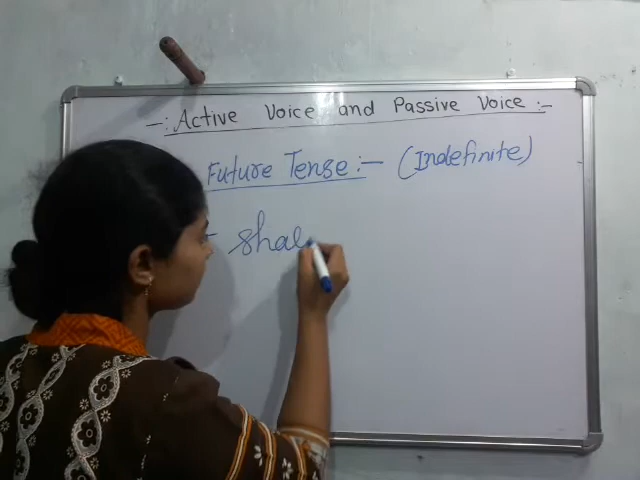 -: Active Voice and Passive Voice :-
Future Tense :- (Indefinite)
- shal